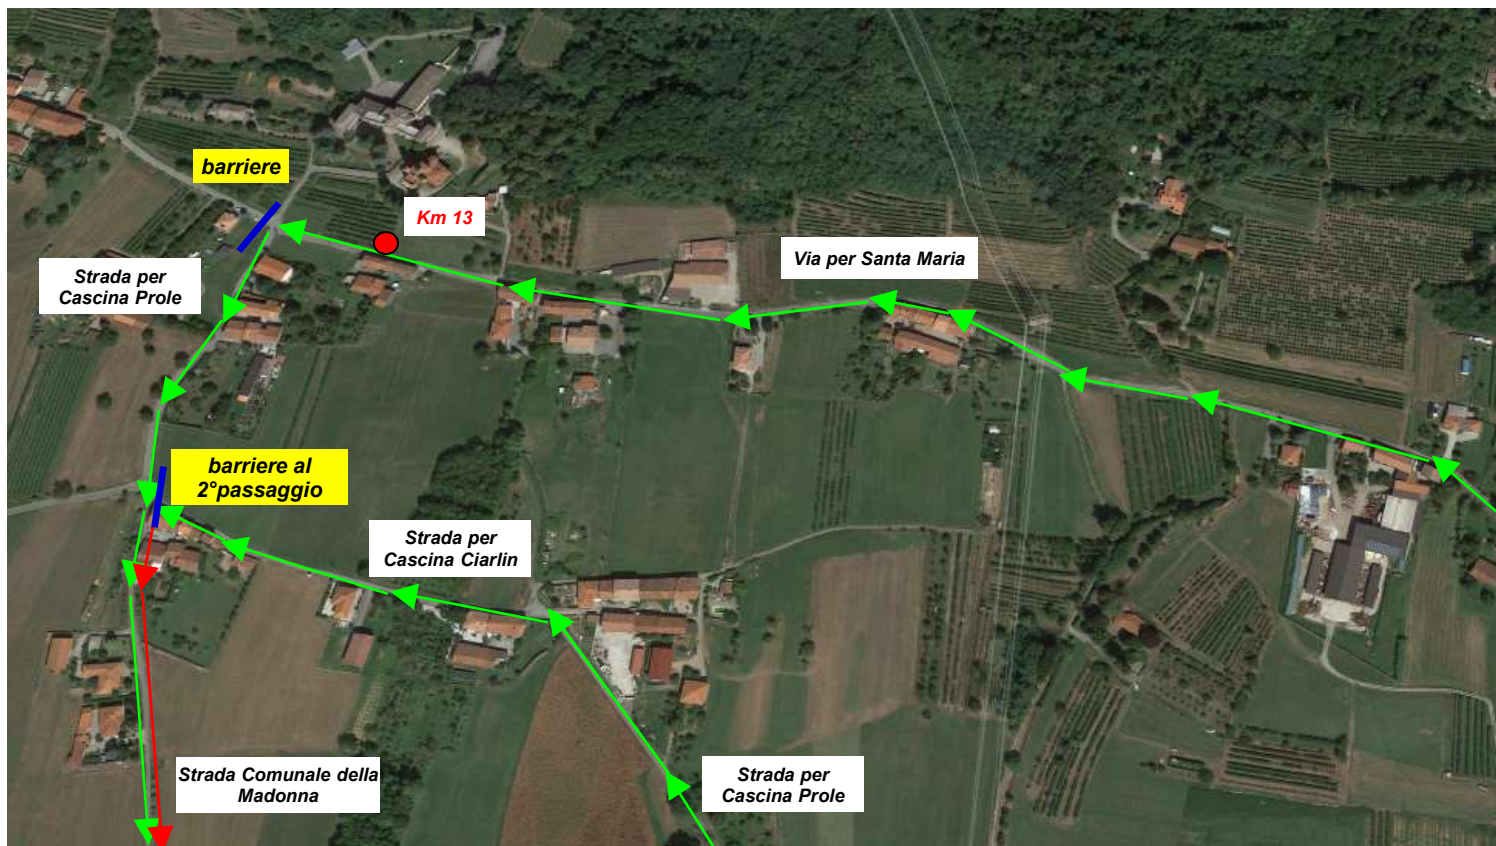 barriere
Km 13
Via per Santa Maria
Strada per
Cascina Prole
barriere al
2°passaggio
Strada per
Cascina Ciarlin
Strada Comunale della
Madonna
Strada per
Cascina Prole